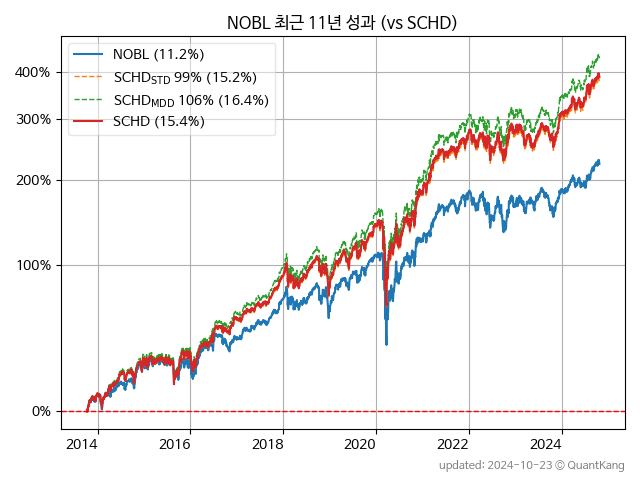 NOBL 최근 11년 성과 (vs SCHD)
NOBL (11.2%)
SCHD_STD 99% (15.2%)
SCHD_MDD 106% (16.4%)
SCHD (15.4%)
400%
300%
200%
100%
0%
2014 2016 2018 2020 2022 2024
updated: 2024-10-23 © QuantKang